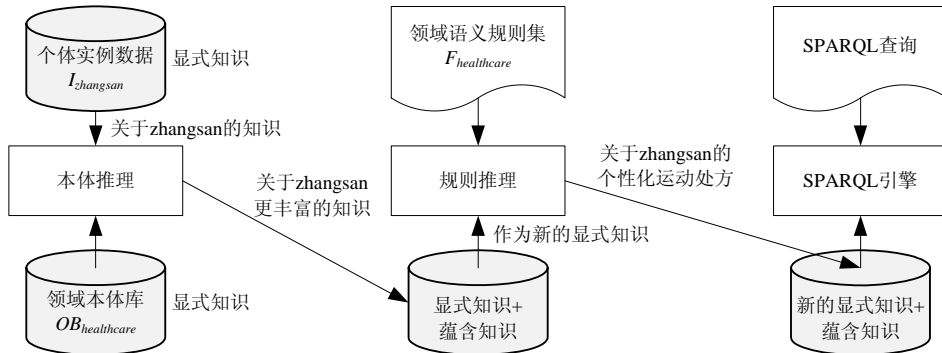 个体实例数据
I_zhangsan
显式知识
领域语义规则集
F_healthcare
SPARQL查询
关于zhangsan的知识
本体推理
关于zhangsan
更丰富的知识
规则推理
关于zhangsan的
个性化运动处方
SPARQL引擎
作为新的显式知识
领域本体库
OB_healthcare
显式知识
显式知识+
蕴含知识
新的显式知识+
蕴含知识